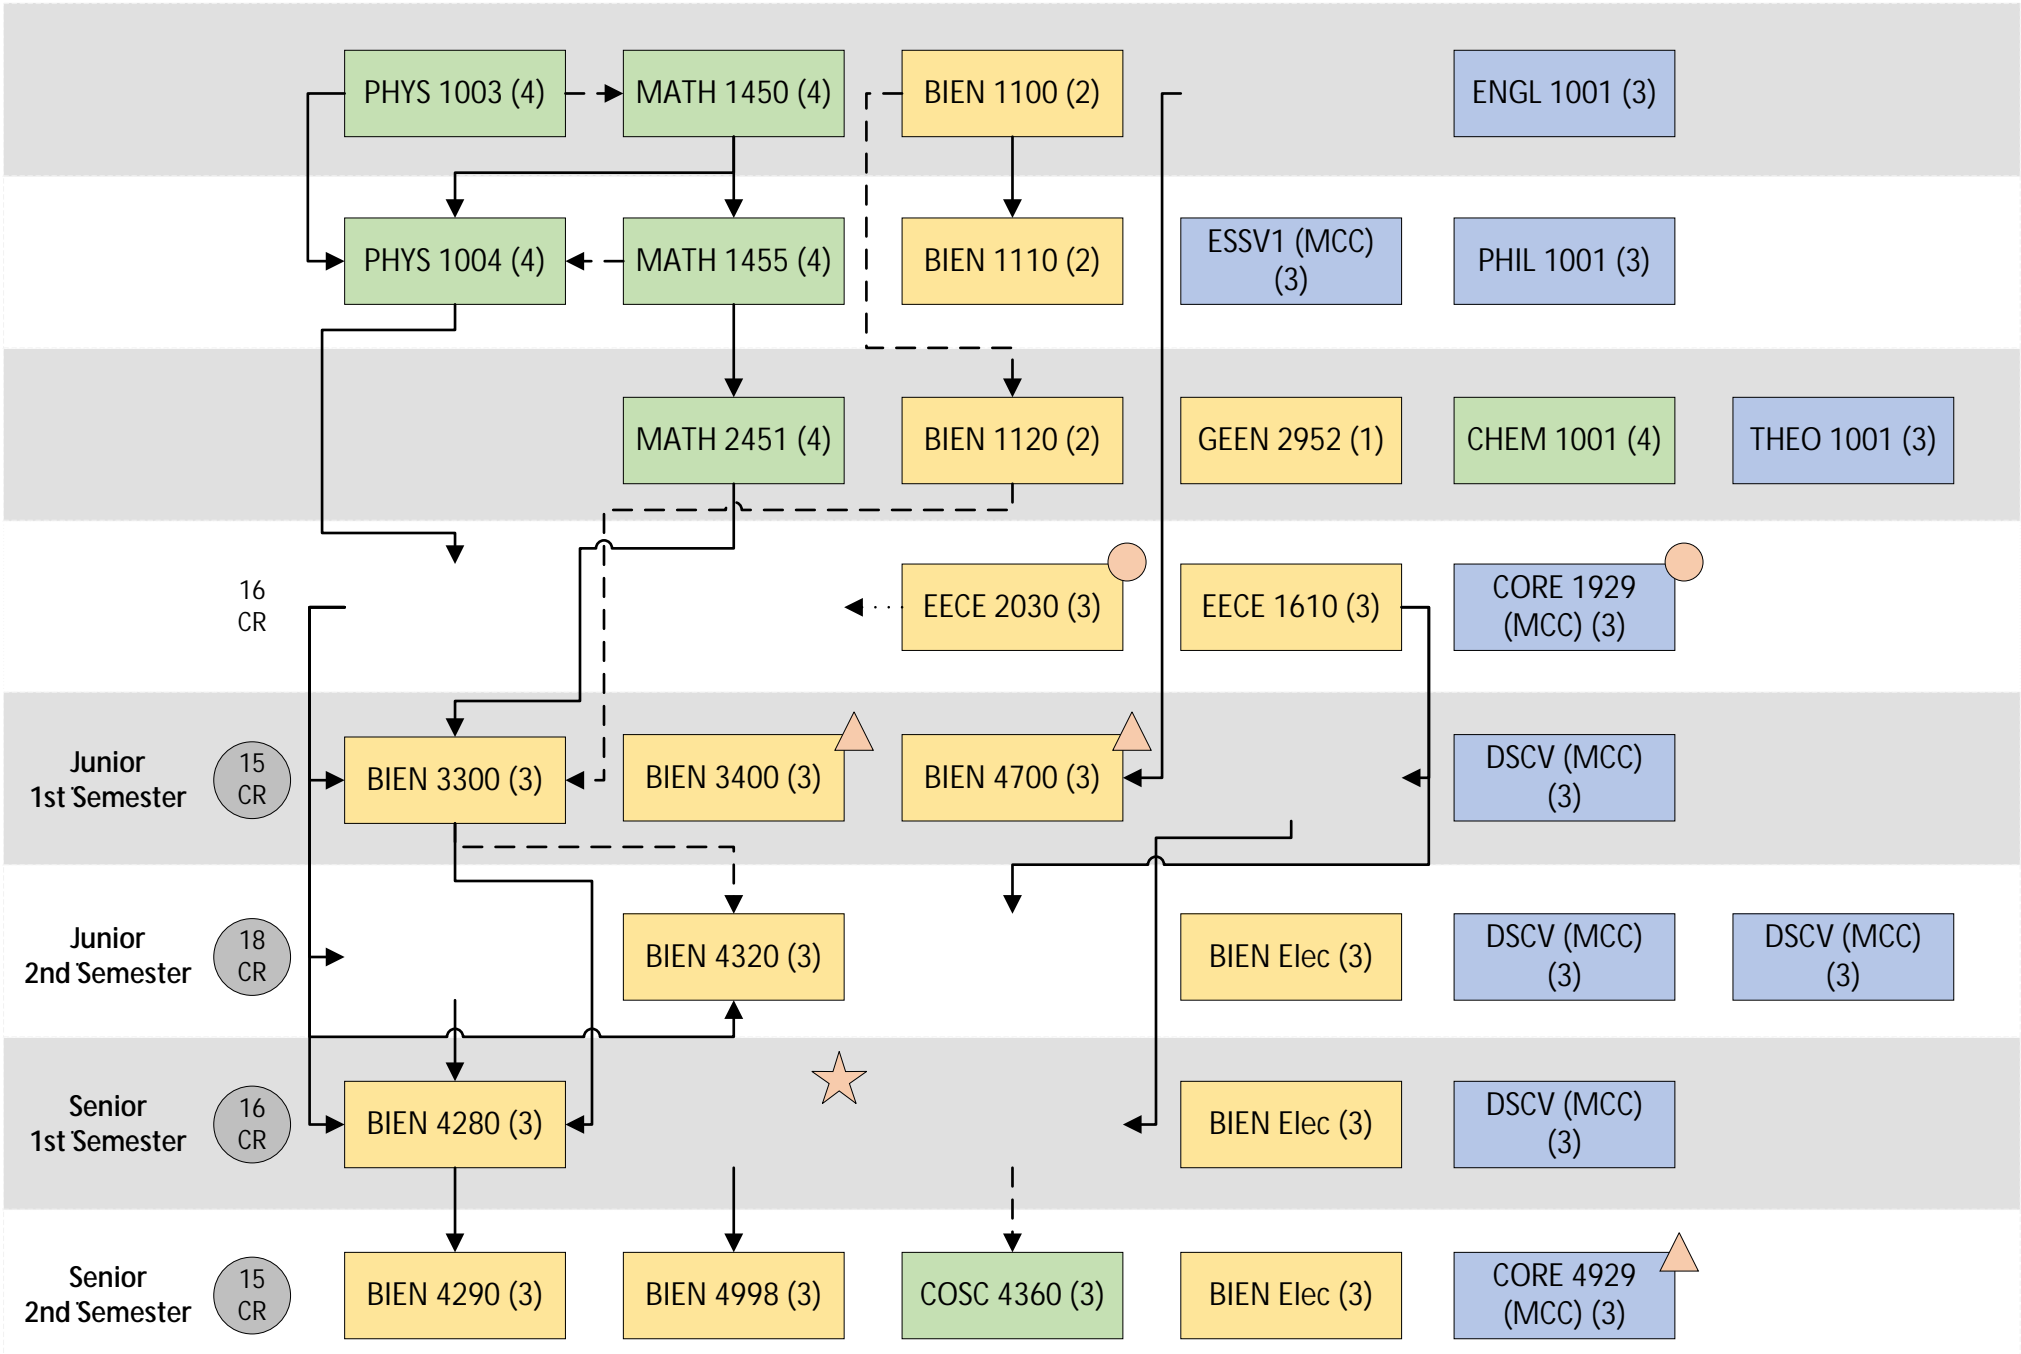 PHYS 1003 (4)
MATH 1450 (4)
BIEN 1100 (2)
ENGL 1001 (3)
PHYS 1004 (4)
MATH 1455 (4)
BIEN 1110 (2)
ESSV1 (MCC)
(3)
PHIL 1001 (3)
MATH 2451 (4)
BIEN 1120 (2)
GEEN 2952 (1)
CHEM 1001 (4)
THEO 1001 (3)
16
CR
EECE 2030 (3)
EECE 1610 (3)
CORE 1929
(MCC) (3)
Junior
1st Semester
15
CR
BIEN 3300 (3)
BIEN 3400 (3)
BIEN 4700 (3)
DSCV (MCC)
(3)
Junior
2nd Semester
18
CR
BIEN 4320 (3)
BIEN Elec (3)
DSCV (MCC)
(3)
DSCV (MCC)
(3)
Senior
1st Semester
16
CR
BIEN 4280 (3)
BIEN Elec (3)
DSCV (MCC)
(3)
Senior
2nd Semester
15
CR
BIEN 4290 (3)
BIEN 4998 (3)
COSC 4360 (3)
BIEN Elec (3)
CORE 4929
(MCC) (3)